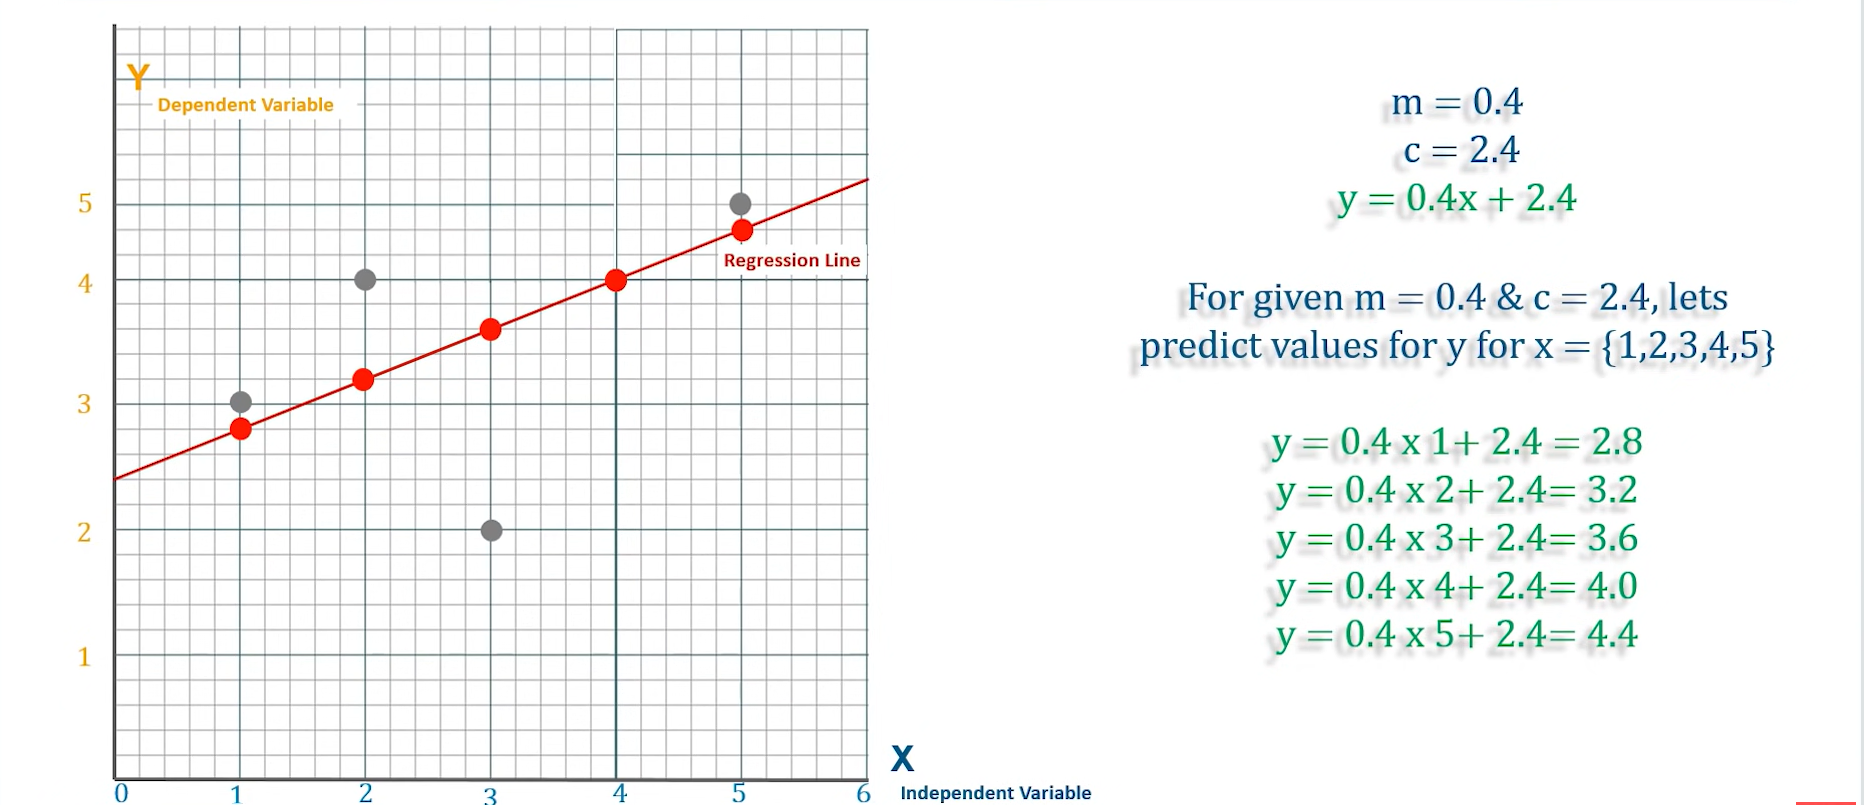 Y
Dependent Variable
5
4
3
2
1
Regression Line
0 1 2 3 4 5 6
X
Independent Variable
m = 0.4
c = 2.4
y = 0.4x + 2.4
For given m = 0.4 & c = 2.4, lets
predict values for y for x = {1,2,3,4,5}
y = 0.4 x 1+ 2.4 = 2.8
y = 0.4 x 2+ 2.4= 3.2
y = 0.4 x 3+ 2.4= 3.6
y = 0.4 x 4+ 2.4= 4.0
y = 0.4 x 5+ 2.4= 4.4